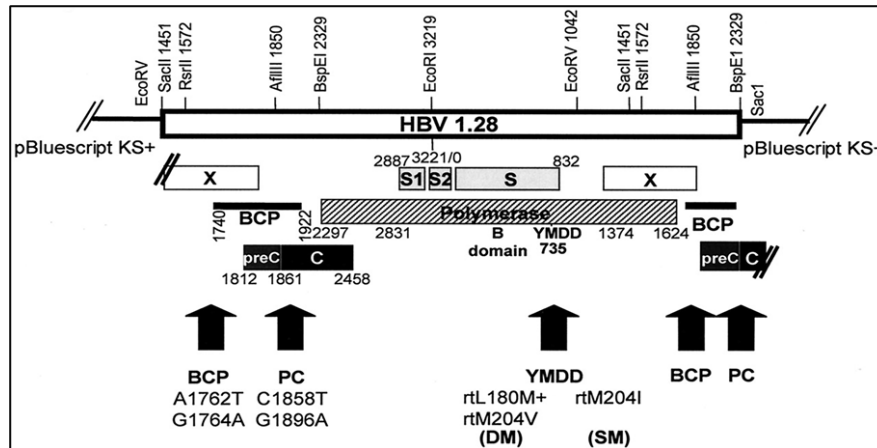 EcoRV
SacII 1451
RsrII 1572
AflIII 1850
BspEI 2329
EcoRI 3219
EcoRV 1042
SacII 1451
RsrII 1572
AflIII 1850
BspE1 2329
Sac1
HBV 1.28
pBluescript KS+
pBluescript KS+
2887
3221/0
832
X
S1
S2
S
X
BCP
Polymerase
BCP
1740
1922
22297
2831
B
domain
YMDD
735
1374
1624
preC
C
preC
C
1812
1861
2458
BCP
PC
YMDD
BCP
PC
A1762T
C1858T
rtL180M+
rtM204I
G1764A
G1896A
rtM204V
(DM)
(SM)